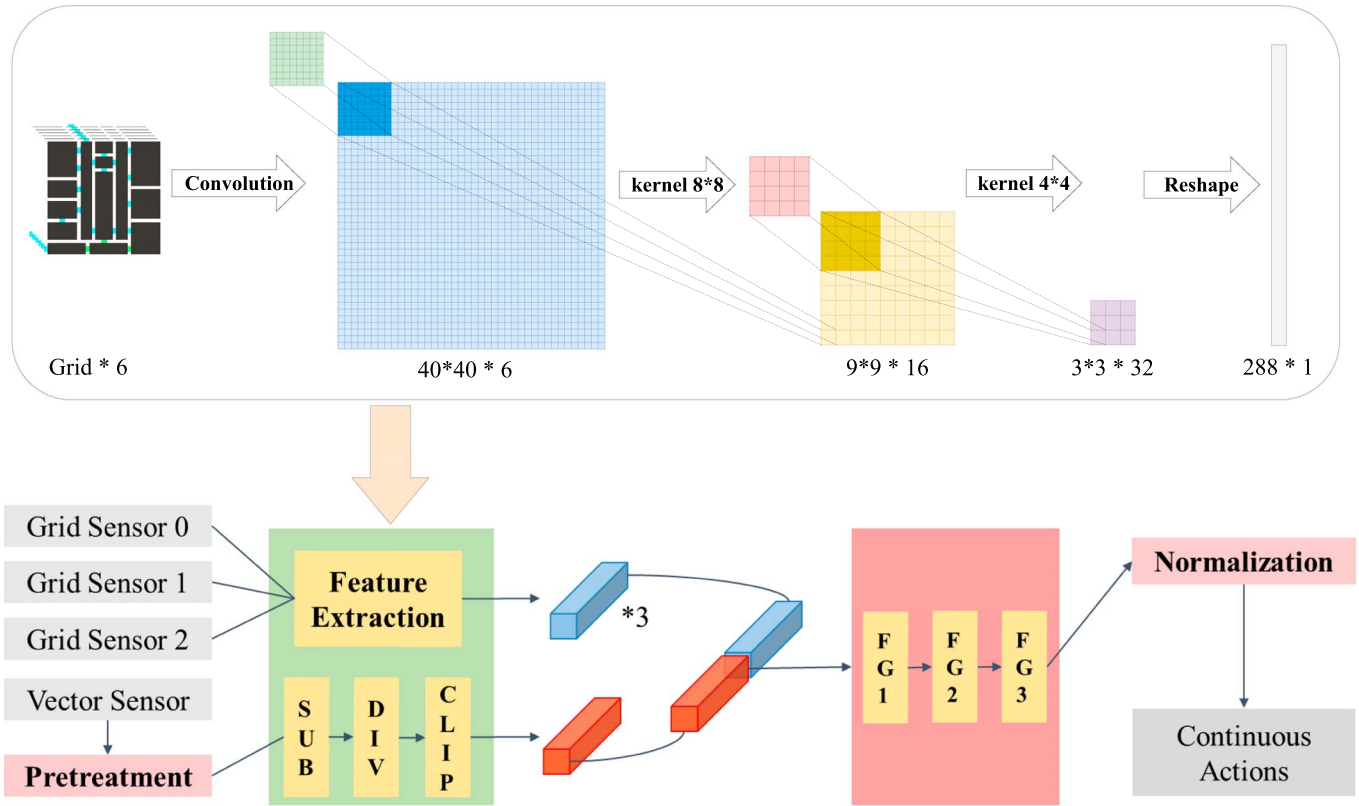 Convolution
kernel 8*8
kernel 4*4
Reshape
Grid * 6
40*40 * 6
9*9 * 16
3*3 * 32
288 * 1
Grid Sensor 0
Grid Sensor 1
Grid Sensor 2
Vector Sensor
Pretreatment
Feature
Extraction
SUB
DIV
CLIP
*3
FG1
FG2
FG3
Normalization
Continuous
Actions